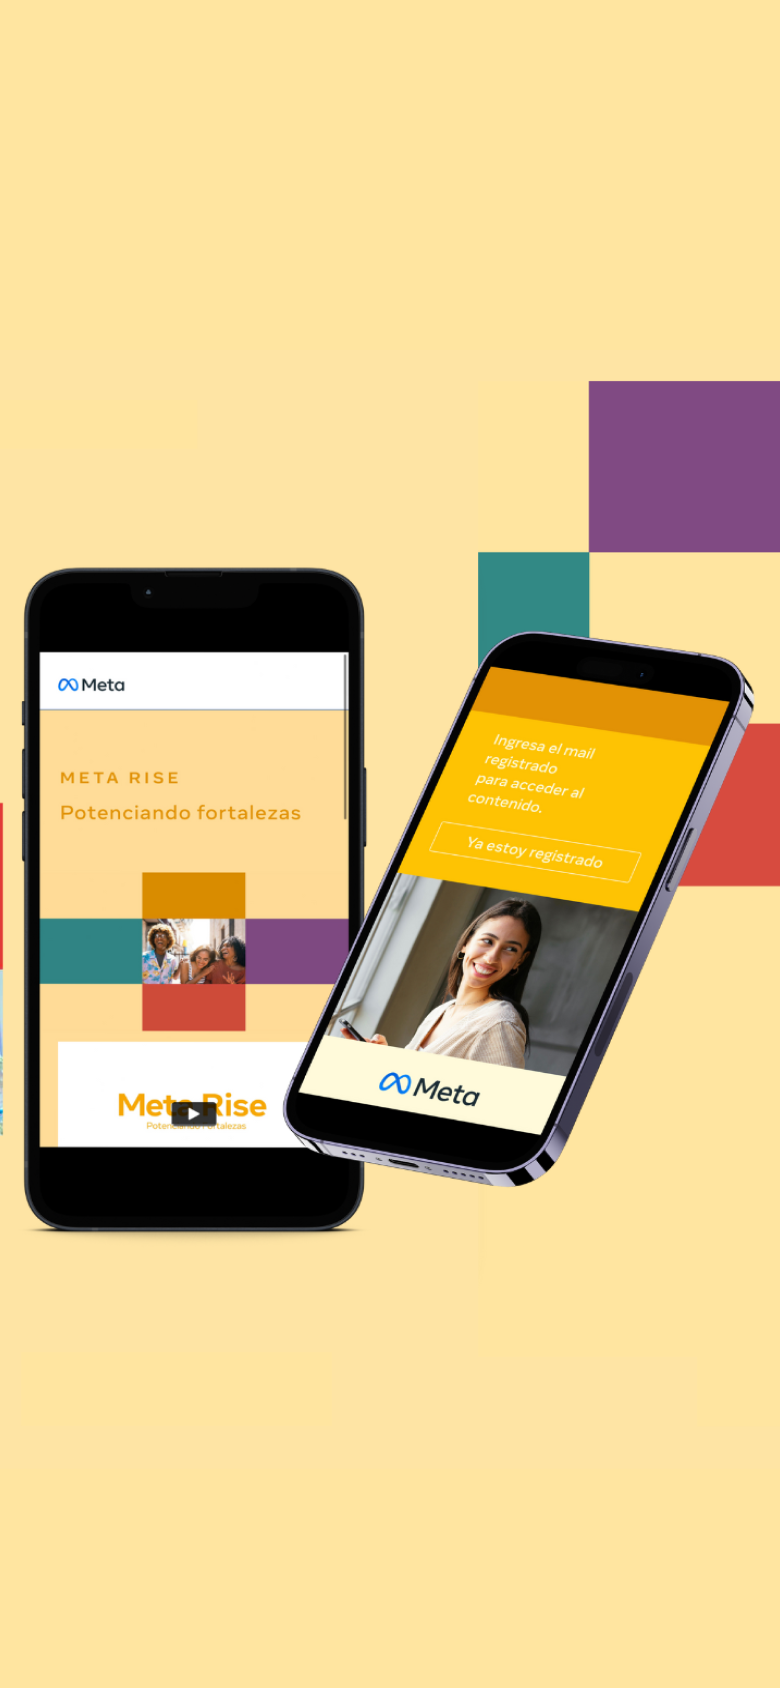 Meta
META RISE
Potenciando fortalezas
Meta Rise
Potenciando Fortalezas
Ingresa el mail
registrado
para acceder al
contenido.
Ya estoy registrado
Meta